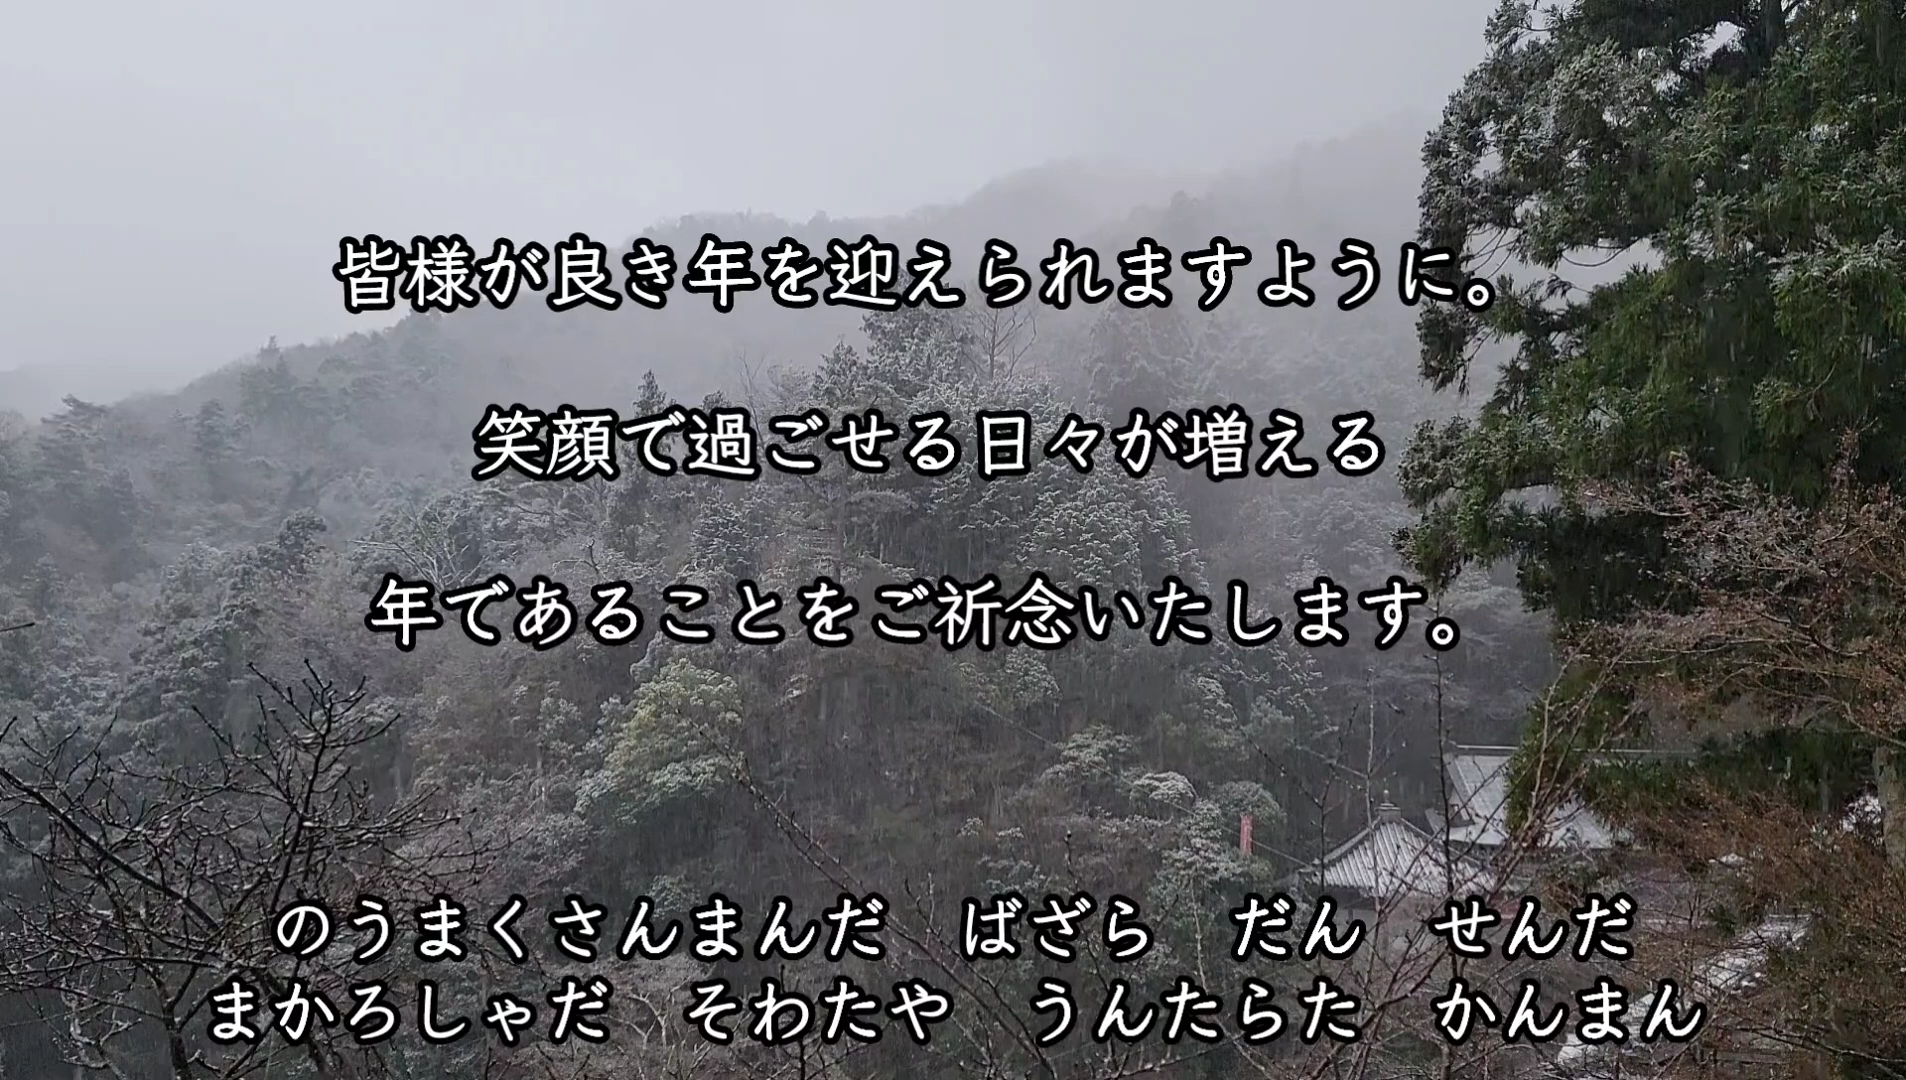 皆様が良き年を迎えられますように。
笑顔で過ごせる日々が増える
年であることをご祈念いたします。
のうまくさんまんだ　ばざら　だん　せんだ
まかろしゃだ　そわたや　うんたらた　かんまん